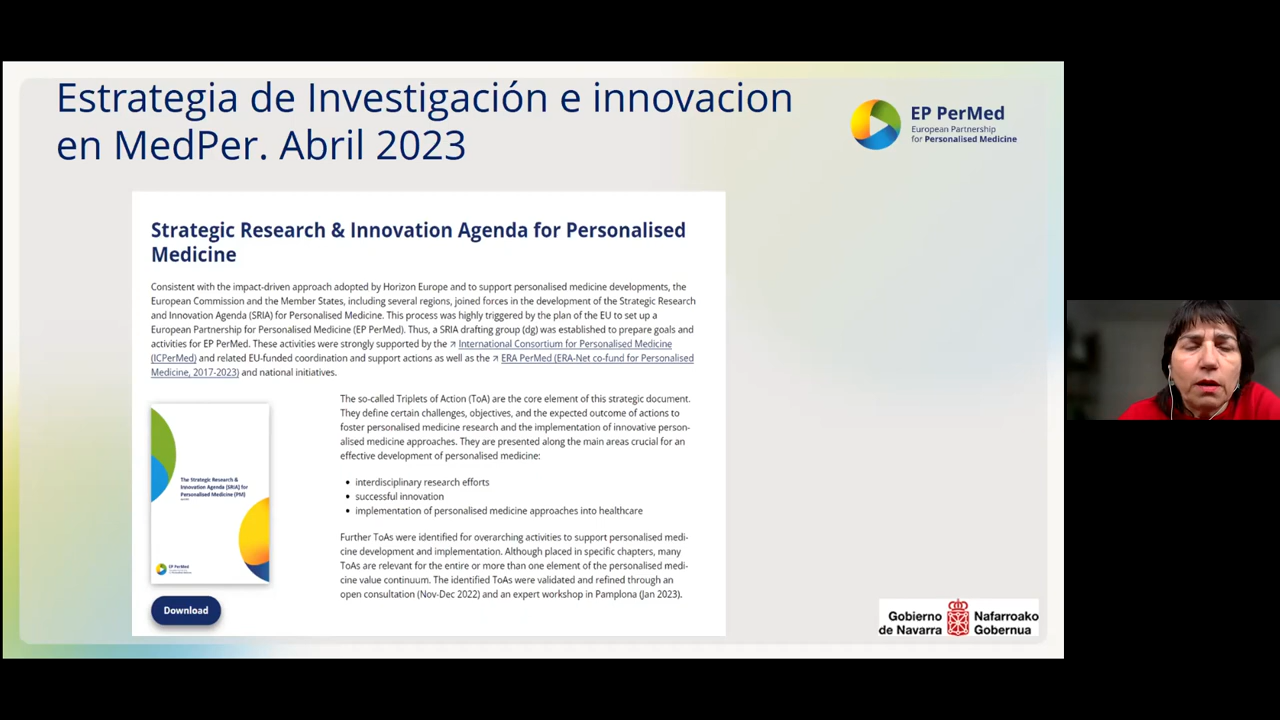 Estrategia de Investigación e innovacion
en MedPer. Abril 2023
EP PerMed
European Partnership
for Personalised Medicine
Strategic Research & Innovation Agenda for Personalised
Medicine
Consistent with the impact-driven approach adopted by Horizon Europe and to support personalised medicine developments, the
European Commission and the Member States, including several regions, joined forces in the development of the Strategic Research
and Innovation Agenda (SRIA) for Personalised Medicine. This process was highly triggered by the plan of the EU to set up a
European Partnership for Personalised Medicine (EP PerMed). Thus, a SRIA drafting group (dg) was established to prepare goals and
activities for EP PerMed. These activities were strongly supported by the ↗ International Consortium for Personalised Medicine
(ICPerMed) and related EU-funded coordination and support actions as well as the ↗ ERA PerMed (ERA-Net co-fund for Personalised
Medicine, 2017-2023) and national initiatives.
The so-called Triplets of Action (ToA) are the core element of this strategic document.
They define certain challenges, objectives, and the expected outcome of actions to
foster personalised medicine research and the implementation of innovative person-
alised medicine approaches. They are presented along the main areas crucial for an
effective development of personalised medicine:
• interdisciplinary research efforts
• successful innovation
• implementation of personalised medicine approaches into healthcare
Further ToAs were identified for overarching activities to support personalised medi-
cine development and implementation. Although placed in specific chapters, many
ToAs are relevant for the entire or more than one element of the personalised medi-
cine value continuum. The identified ToAs were validated and refined through an
open consultation (Nov-Dec 2022) and an expert workshop in Pamplona (Jan 2023).
The Strategic Research &
Innovation Agenda (SRIA) for
Personalised Medicine (PM)
EP PerMed
Download
Gobierno
de Navarra
Nafarroako
Gobernua